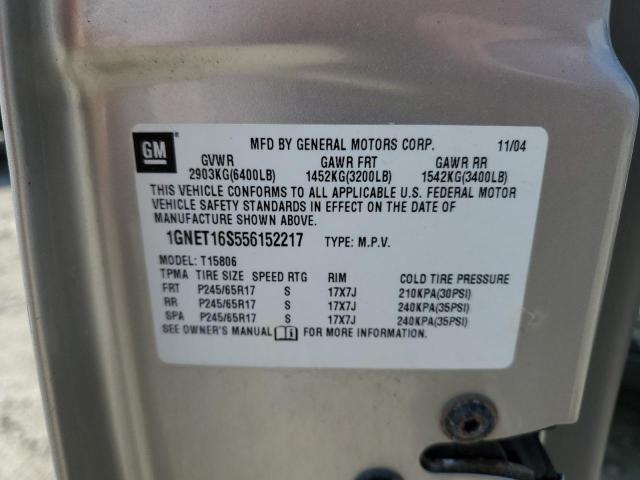 GM
MFD BY GENERAL MOTORS CORP. 11/04
GVWR GAWR FRT GAWR RR
2903KG(6400LB) 1452KG(3200LB) 1542KG(3400LB)
THIS VEHICLE CONFORMS TO ALL APPLICABLE U.S. FEDERAL MOTOR
VEHICLE SAFETY STANDARDS IN EFFECT ON THE DATE OF
MANUFACTURE SHOWN ABOVE.
1GNET16S556152217 TYPE: M.P.V.
MODEL: T15806
TPMA TIRE SIZE SPEED RTG RIM COLD TIRE PRESSURE
FRT P245/65R17 S 17X7J 210KPA(30PSI)
RR P245/65R17 S 17X7J 240KPA(35PSI)
SPA P245/65R17 S 17X7J 240KPA(35PSI)
SEE OWNER'S MANUAL FOR MORE INFORMATION.